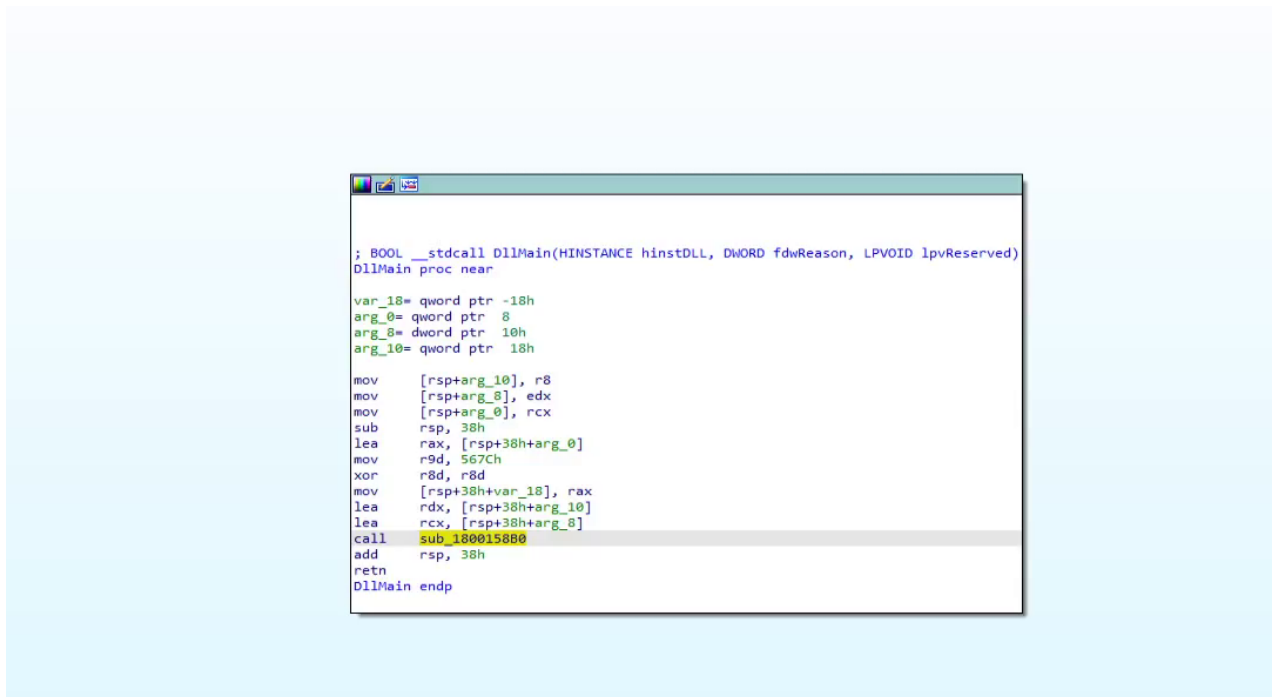 ; BOOL __stdcall DllMain(HINSTANCE hinstDLL, DWORD fdwReason, LPVOID lpvReserved)
DllMain proc near
var_18= qword ptr -18h
arg_0= qword ptr  8
arg_8= dword ptr  10h
arg_10= qword ptr  18h
mov     [rsp+arg_10], r8
mov     [rsp+arg_8], edx
mov     [rsp+arg_0], rcx
sub     rsp, 38h
lea     rax, [rsp+38h+arg_0]
mov     r9d, 567Ch
xor     r8d, r8d
mov     [rsp+38h+var_18], rax
lea     rdx, [rsp+38h+arg_10]
lea     rcx, [rsp+38h+arg_8]
call    sub_1800158B0
add     rsp, 38h
retn
DllMain endp